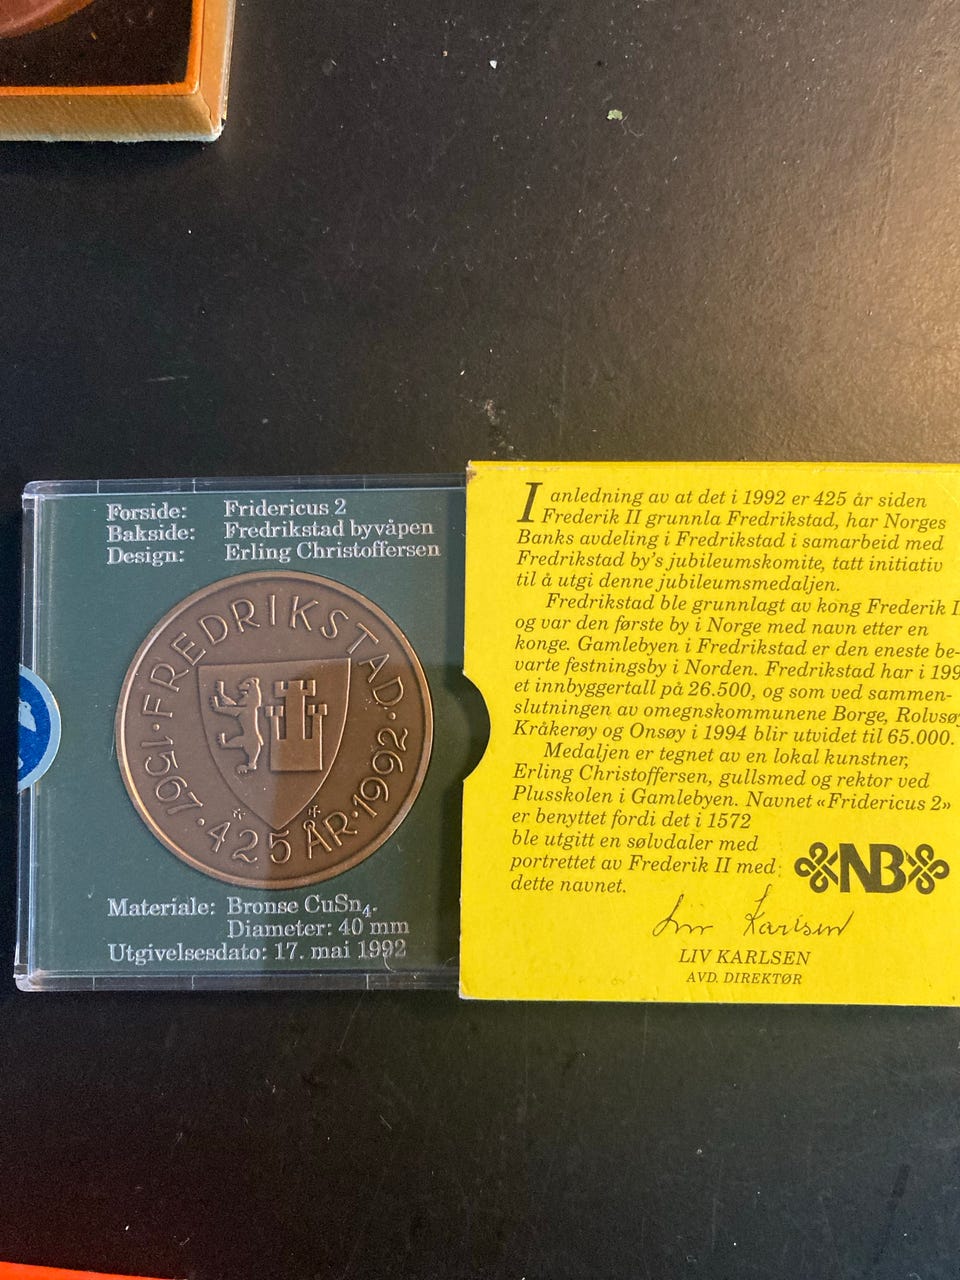 Forside: Fridericus 2
Bakside: Fredrikstad byvåpen
Design: Erling Christoffersen
FREDRIKSTAD
1567 · 425 ÅR · 1992
Materiale: Bronse CuSn₄.
Diameter: 40 mm
Utgivelsesdato: 17. mai 1992
I anledning av at det i 1992 er 425 år siden
Frederik II grunnla Fredrikstad, har Norges
Banks avdeling i Fredrikstad i samarbeid med
Fredrikstad by's jubileumskomite, tatt initiativ
til å utgi denne jubileumsmedaljen.
Fredrikstad ble grunnlagt av kong Frederik I
og var den første by i Norge med navn etter en
konge. Gamlebyen i Fredrikstad er den eneste be-
varte festningsby i Norden. Fredrikstad har i 199
et innbyggertall på 26.500, og som ved sammen-
slutningen av omegnskommunene Borge, Rolvsøy
Kråkerøy og Onsøy i 1994 blir utvidet til 65.000.
Medaljen er tegnet av en lokal kunstner,
Erling Christoffersen, gullsmed og rektor ved
Plusskolen i Gamlebyen. Navnet «Fridericus 2»
er benyttet fordi det i 1572
ble utgitt en sølvdaler med
portrettet av Frederik II med
dette navnet.
NB
Liv Karlsen
LIV KARLSEN
AVD. DIREKTØR